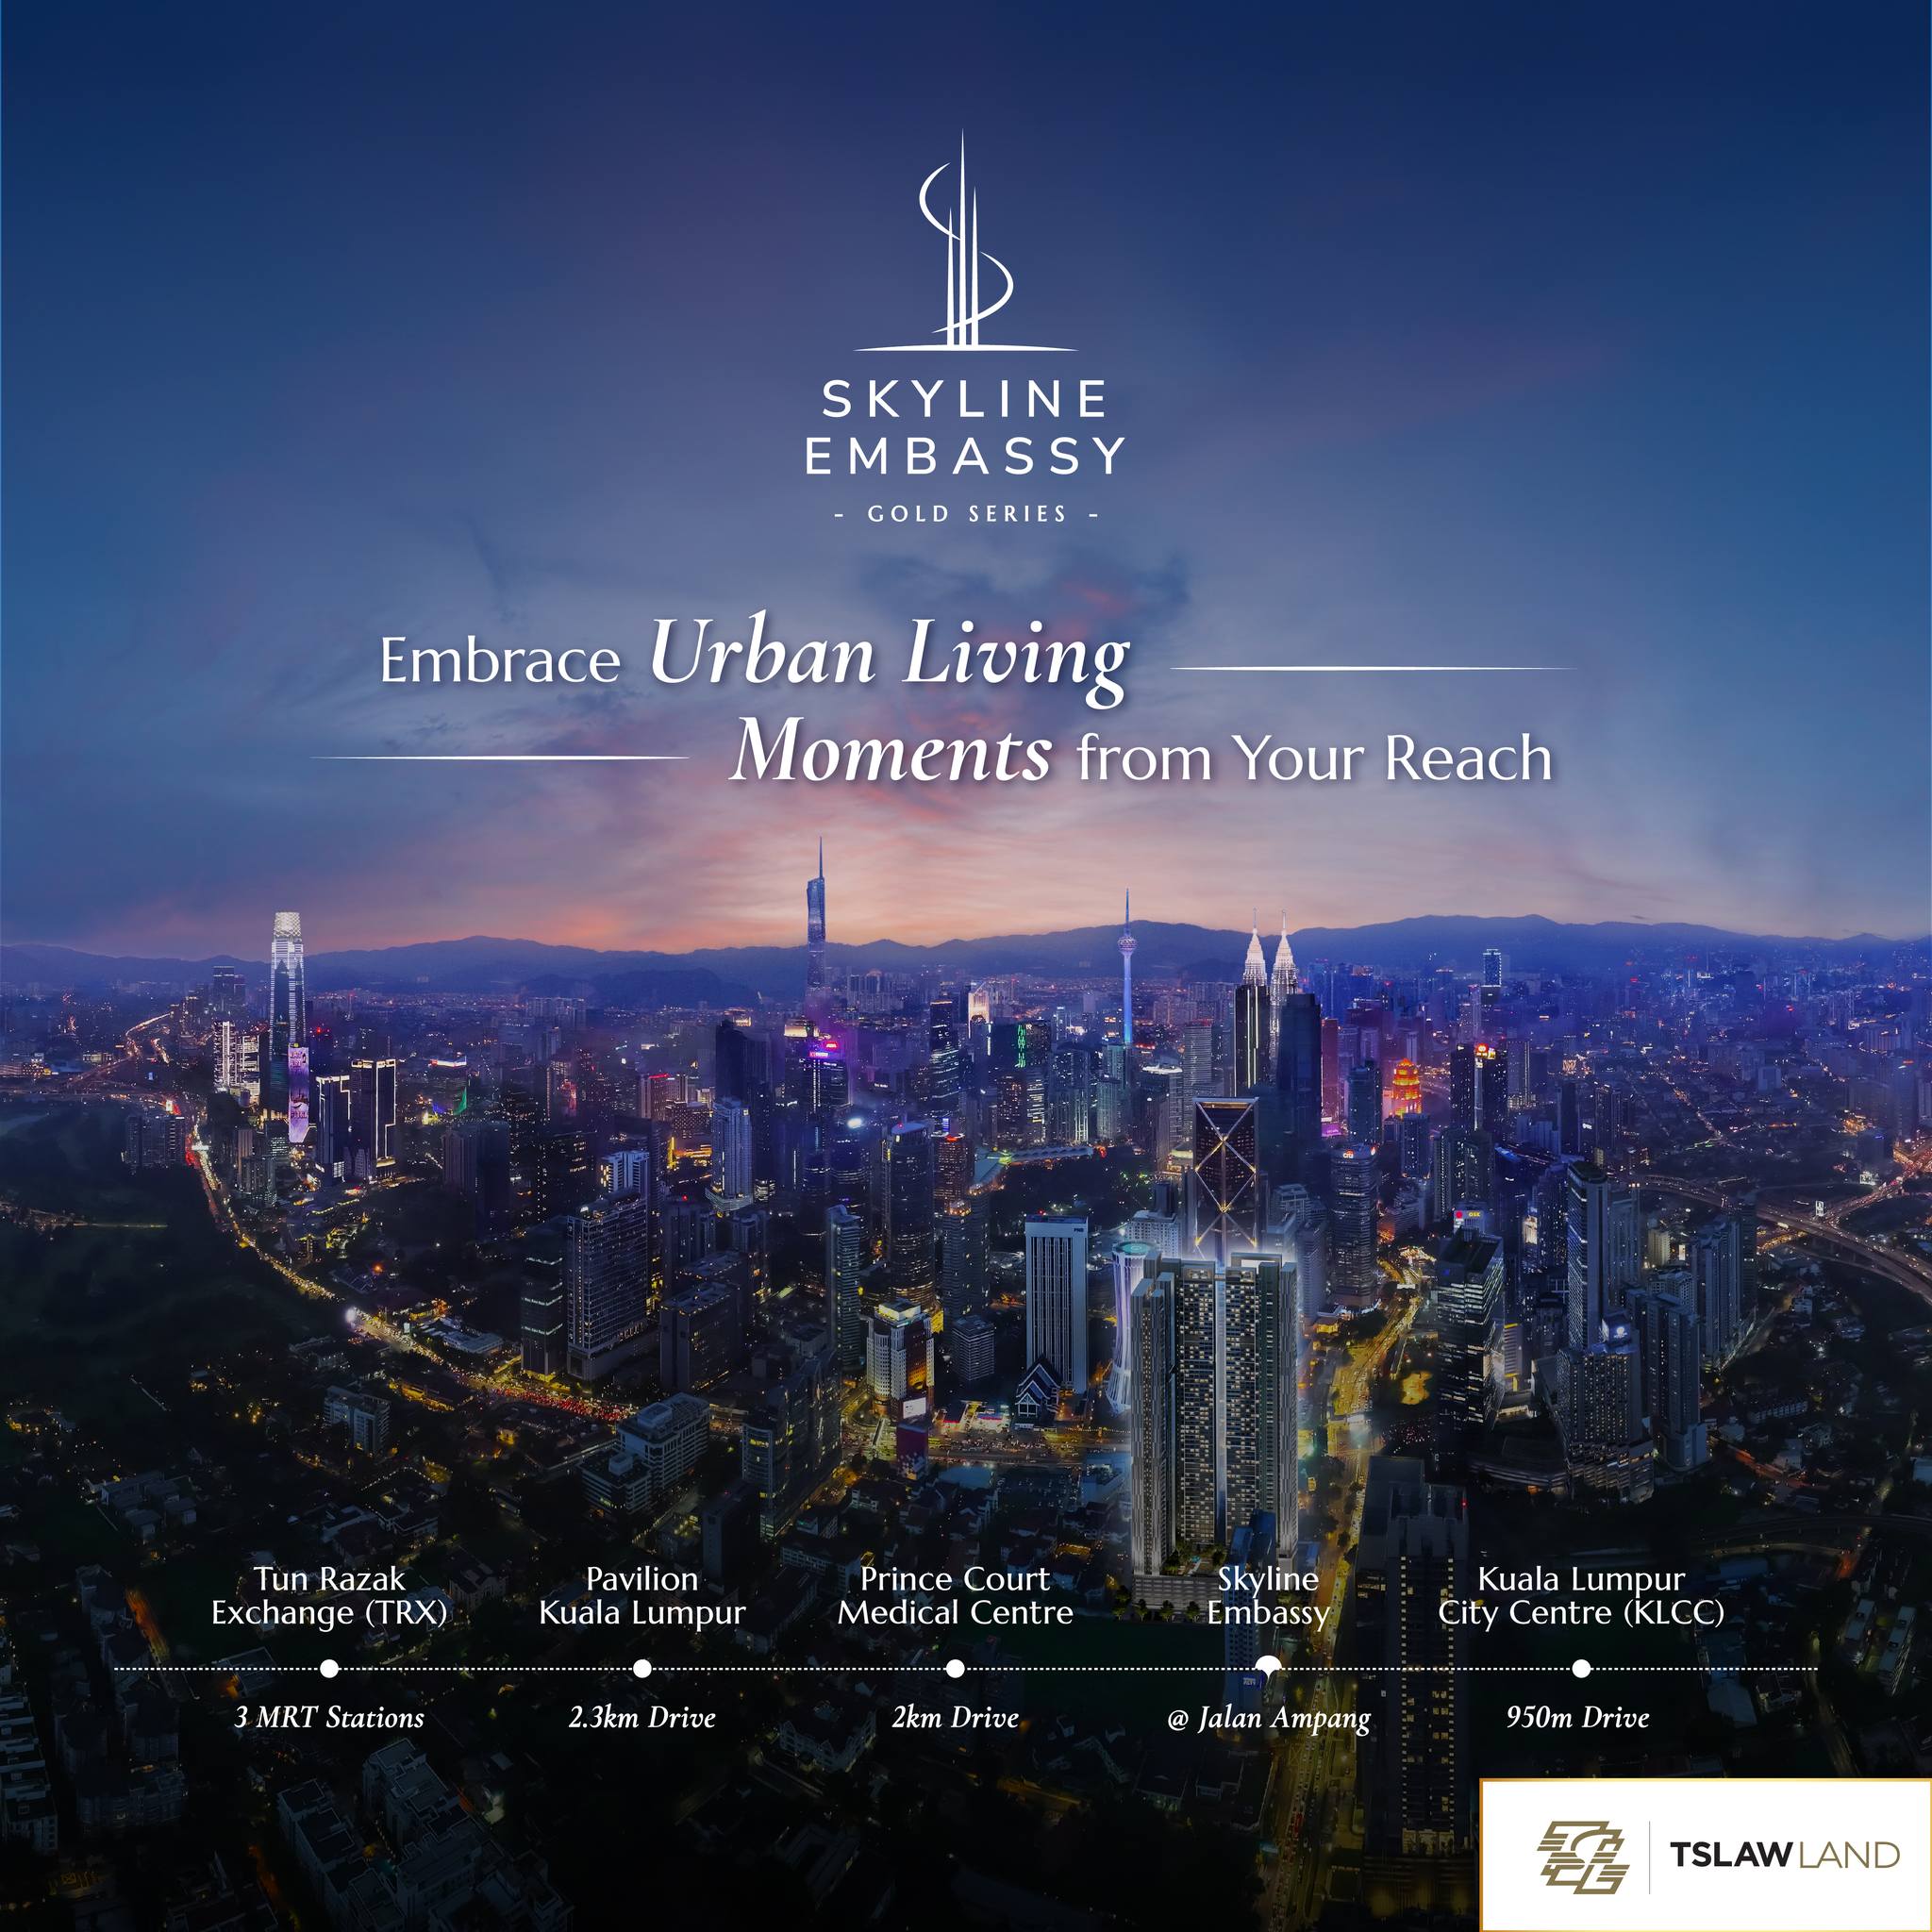 SKYLINE
EMBASSY
- GOLD SERIES -
Embrace Urban Living
Moments from Your Reach
Tun Razak
Exchange (TRX)
3 MRT Stations
Pavilion
Kuala Lumpur
2.3km Drive
Prince Court
Medical Centre
2km Drive
Skyline
Embassy
@ Jalan Ampang
Kuala Lumpur
City Centre (KLCC)
950m Drive
TSLAW LAND